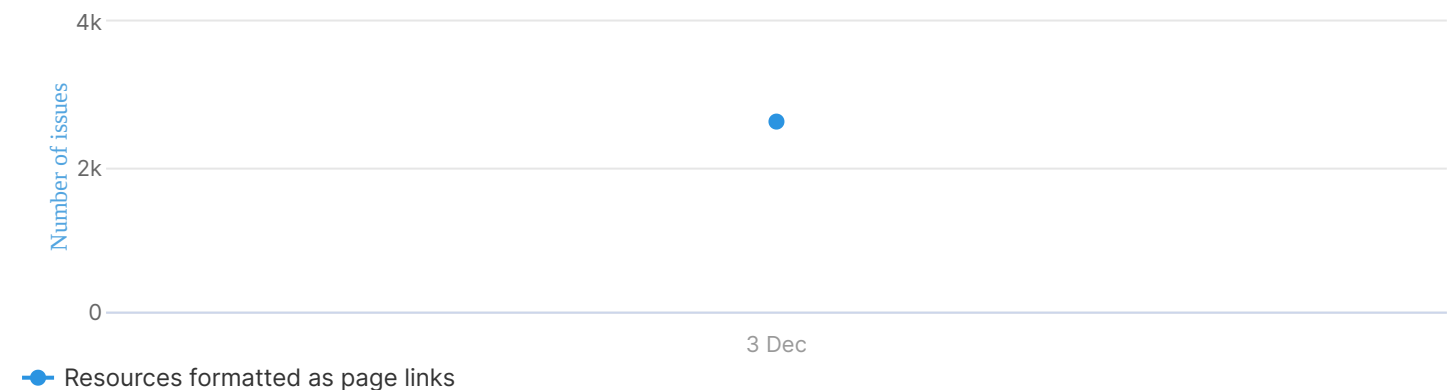 4k
Number of issues
2k
0
3 Dec
Resources formatted as page links